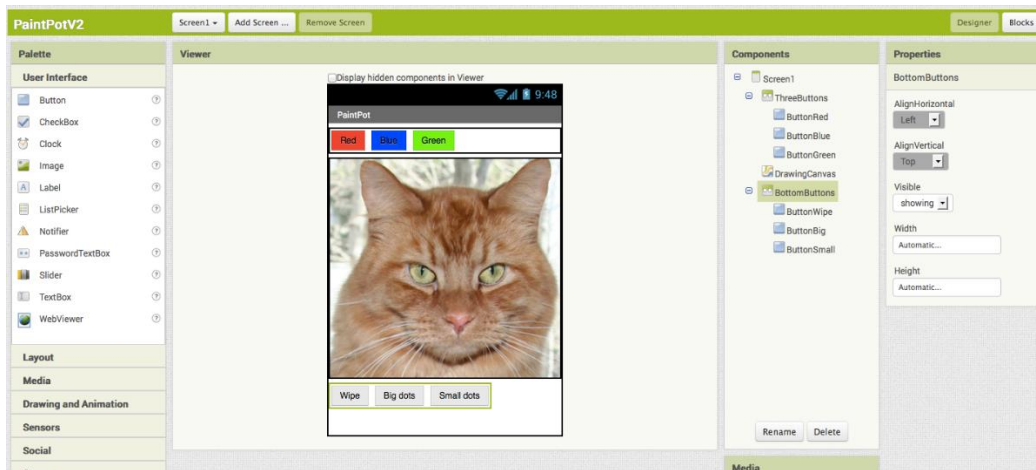 PaintPotV2
Screen1
Add Screen ...
Remove Screen
Designer
Blocks
Palette
User Interface
Button
CheckBox
Clock
Image
Label
ListPicker
Notifier
PasswordTextBox
Slider
TextBox
WebViewer
Layout
Media
Drawing and Animation
Sensors
Social
Viewer
Display hidden components in Viewer
9:48
PaintPot
Red
Blue
Green
Wipe
Big dots
Small dots
Components
Screen1
ThreeButtons
ButtonRed
ButtonBlue
ButtonGreen
DrawingCanvas
BottomButtons
ButtonWipe
ButtonBig
ButtonSmall
Rename
Delete
Media
Properties
BottomButtons
AlignHorizontal
Left
AlignVertical
Top
Visible
showing
Width
Automatic...
Height
Automatic...